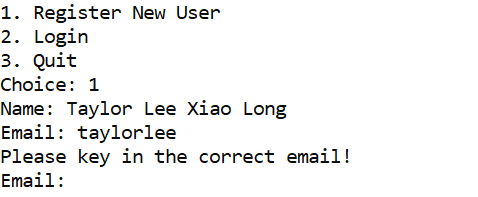 1. Register New User
2. Login
3. Quit
Choice: 1
Name: Taylor Lee Xiao Long
Email: taylorlee
Please key in the correct email!
Email: